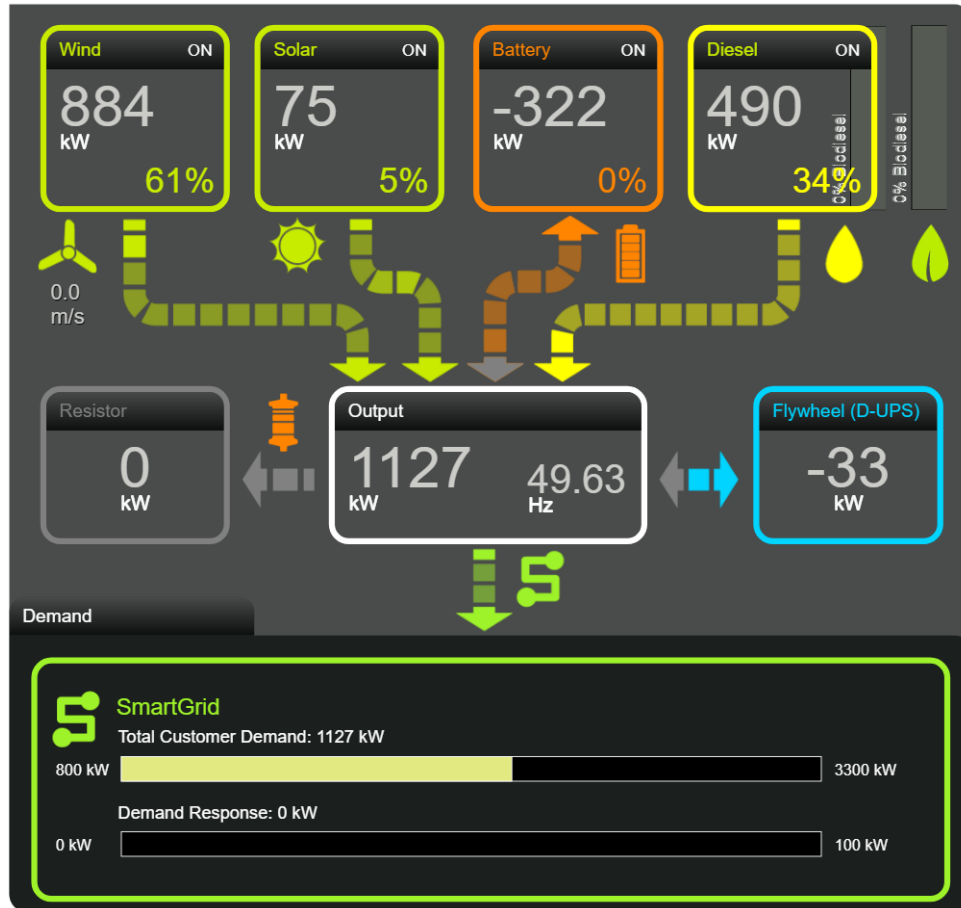 Wind ON
884
kW
61%
Solar ON
75
kW
5%
Battery ON
-322
kW
0%
Diesel ON
490
kW
34%
0% Biodiesel
0% Biodiesel
0.0
m/s
Resistor
0
kW
Output
1127
kW
49.63
Hz
Flywheel (D-UPS)
-33
kW
Demand
SmartGrid
Total Customer Demand: 1127 kW
800 kW
3300 kW
Demand Response: 0 kW
0 kW
100 kW